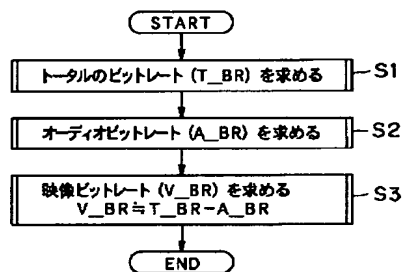 START
トータルのビットレート (T_BR) を求める
S1
オーディオビットレート (A_BR) を求める
S2
映像ビットレート (V_BR) を求める
V_BR≒T_BR-A_BR
S3
END